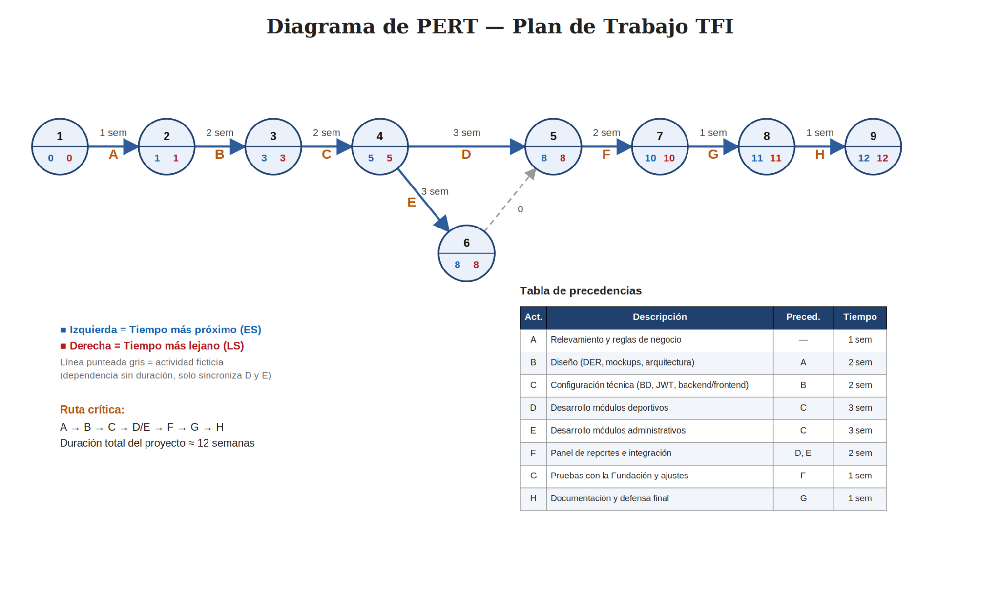 Diagrama de PERT — Plan de Trabajo TFI
1 sem 2 sem 2 sem 3 sem 2 sem 1 sem 1 sem
1 2 3 4 5 7 8 9
A B C D F G H
0 0 1 1 3 3 5 5 8 8 10 10 11 11 12 12
3 sem
E
0
6
8 8
■ Izquierda = Tiempo más próximo (ES)
■ Derecha = Tiempo más lejano (LS)
Línea punteada gris = actividad ficticia
(dependencia sin duración, solo sincroniza D y E)
Ruta crítica:
A → B → C → D/E → F → G → H
Duración total del proyecto ≈ 12 semanas
Tabla de precedencias
Act. Descripción Preced. Tiempo
A Relevamiento y reglas de negocio — 1 sem
B Diseño (DER, mockups, arquitectura) A 2 sem
C Configuración técnica (BD, JWT, backend/frontend) B 2 sem
D Desarrollo módulos deportivos C 3 sem
E Desarrollo módulos administrativos C 3 sem
F Panel de reportes e integración D, E 2 sem
G Pruebas con la Fundación y ajustes F 1 sem
H Documentación y defensa final G 1 sem